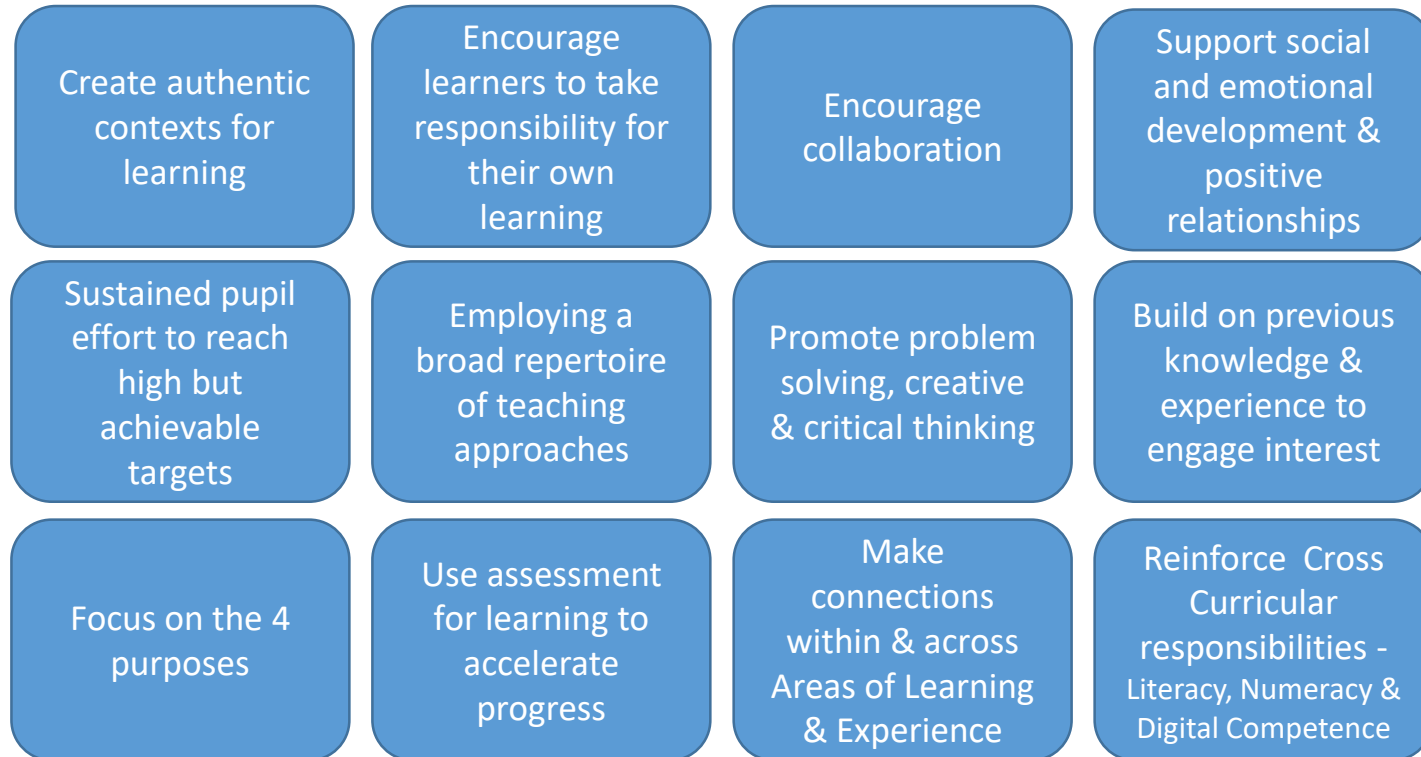 Create authentic
contexts for
learning
Encourage
learners to take
responsibility for
their own
learning
Encourage
collaboration
Support social
and emotional
development &
positive
relationships
Sustained pupil
effort to reach
high but
achievable
targets
Employing a
broad repertoire
of teaching
approaches
Promote problem
solving, creative
& critical thinking
Build on previous
knowledge &
experience to
engage interest
Focus on the 4
purposes
Use assessment
for learning to
accelerate
progress
Make
connections
within & across
Areas of Learning
& Experience
Reinforce Cross
Curricular
responsibilities -
Literacy, Numeracy &
Digital Competence